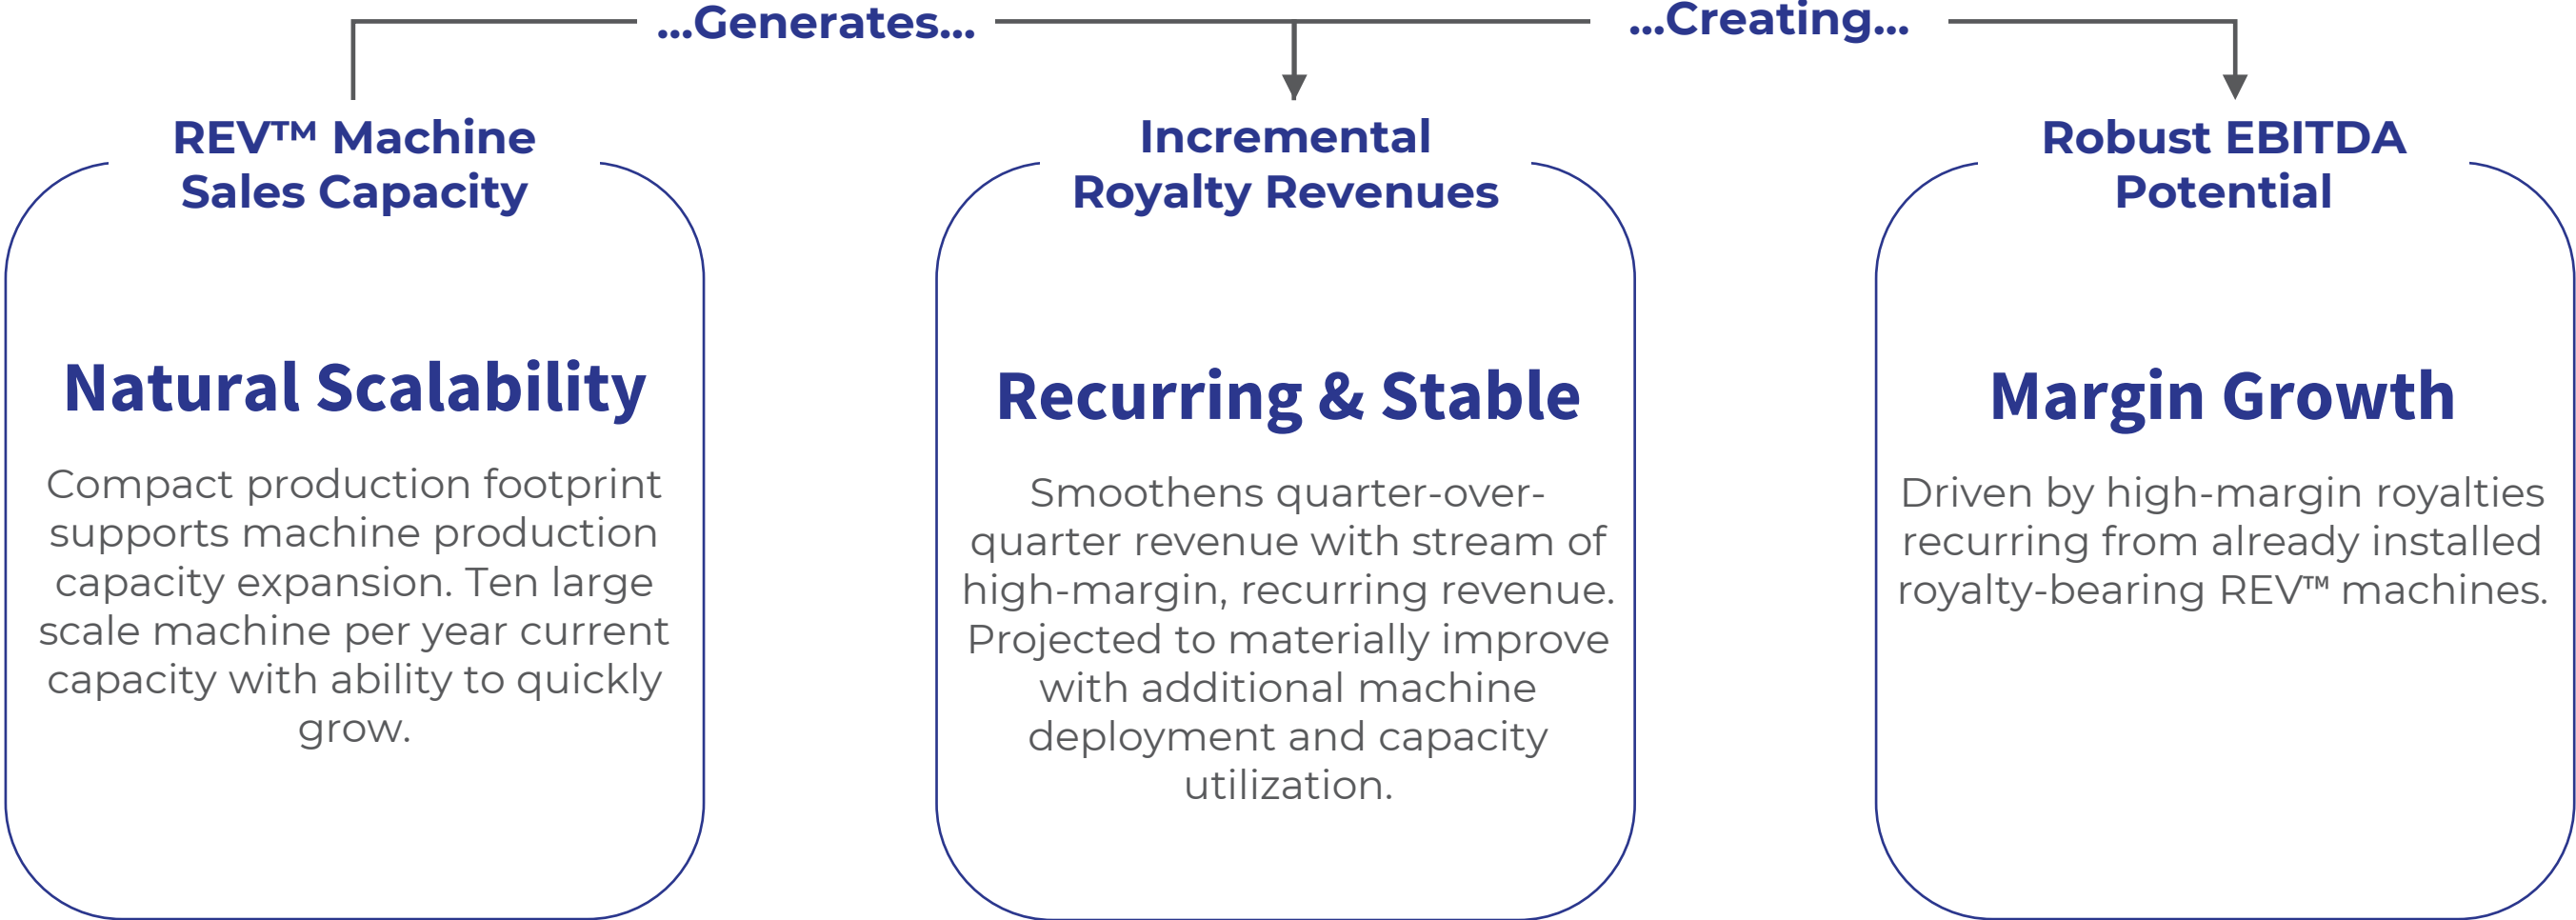 ...Generates...
...Creating...
REV™ Machine
Sales Capacity
Natural Scalability
Compact production footprint
supports machine production
capacity expansion. Ten large
scale machine per year current
capacity with ability to quickly
grow.
Incremental
Royalty Revenues
Recurring & Stable
Smoothens quarter-over-
quarter revenue with stream of
high-margin, recurring revenue.
Projected to materially improve
with additional machine
deployment and capacity
utilization.
Robust EBITDA
Potential
Margin Growth
Driven by high-margin royalties
recurring from already installed
royalty-bearing REV™ machines.